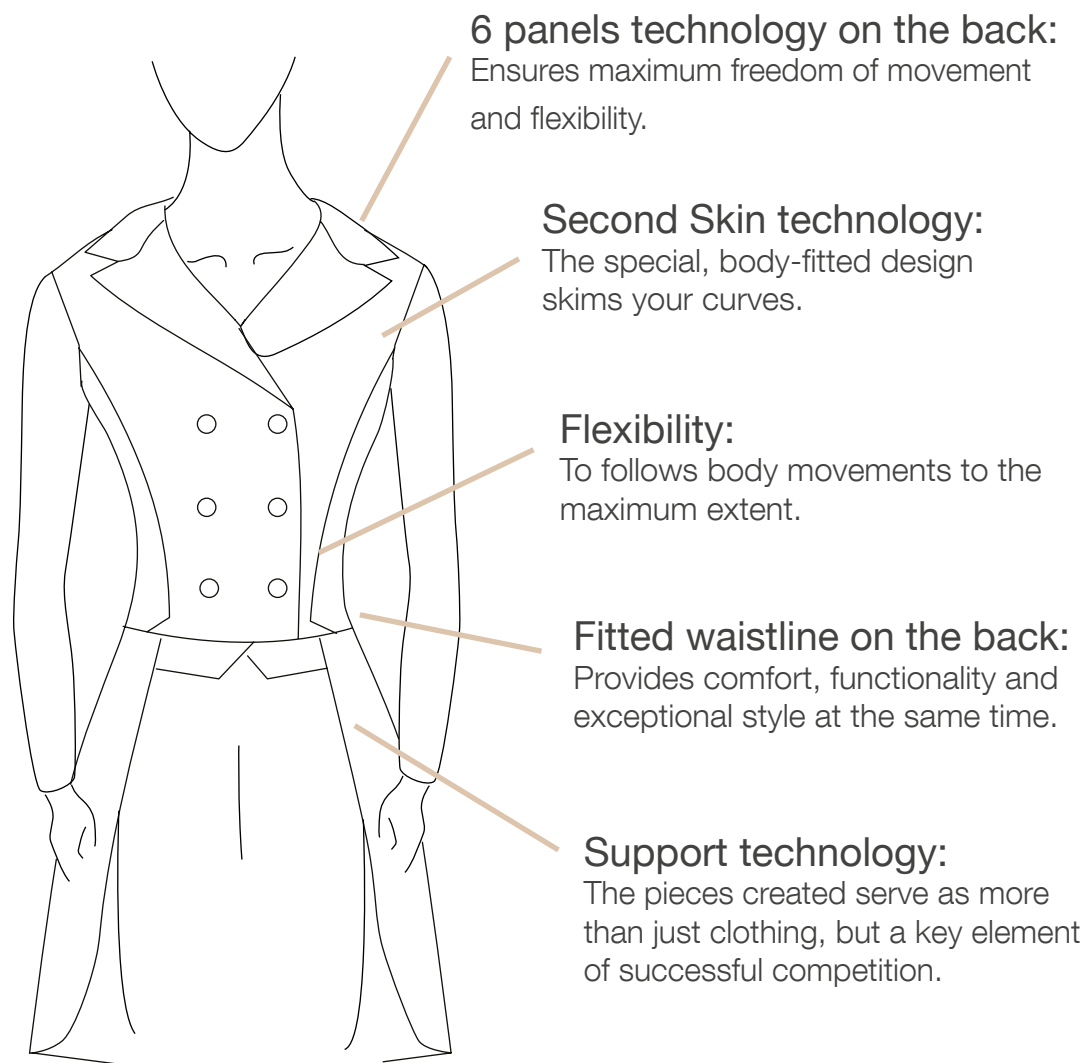 6 panels technology on the back:
Ensures maximum freedom of movement
and flexibility.
Second Skin technology:
The special, body-fitted design
skims your curves.
Flexibility:
To follows body movements to the
maximum extent.
Fitted waistline on the back:
Provides comfort, functionality and
exceptional style at the same time.
Support technology:
The pieces created serve as more
than just clothing, but a key element
of successful competition.